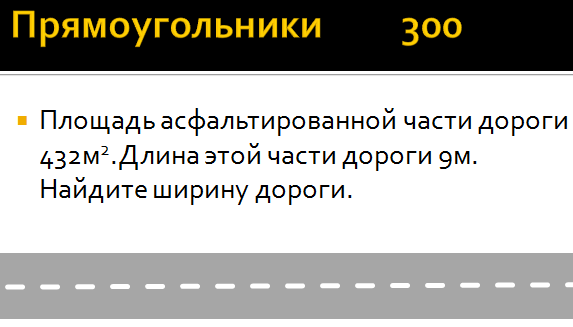 Прямоугольники 300
Площадь асфальтированной части дороги
432м².Длина этой части дороги 9м.
Найдите ширину дороги.